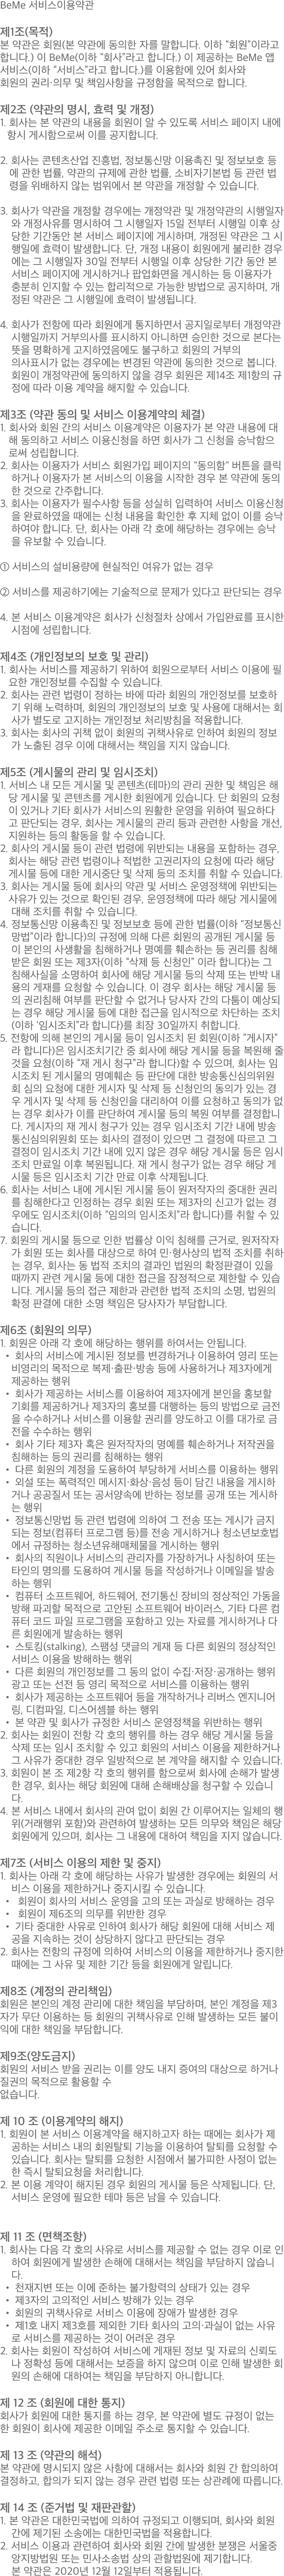 BeMe 서비스이용약관
제1조(목적)
본 약관은 회원(본 약관에 동의한 자를 말합니다. 이하 "회원"이라고
합니다.) 이 BeMe(이하 "회사"라고 합니다.) 이 제공하는 BeMe 앱
서비스(이하 "서비스"라고 합니다.)를 이용함에 있어 회사와
회원의 권리·의무 및 책임사항을 규정함을 목적으로 합니다.
제2조 (약관의 명시, 효력 및 개정)
1. 회사는 본 약관의 내용을 회원이 알 수 있도록 서비스 페이지 내에
항시 게시함으로써 이를 공지합니다.
2. 회사는 콘텐츠산업 진흥법, 정보통신망 이용촉진 및 정보보호 등
에 관한 법률, 약관의 규제에 관한 법률, 소비자기본법 등 관련 법
령을 위배하지 않는 범위에서 본 약관을 개정할 수 있습니다.
3. 회사가 약관을 개정할 경우에는 개정약관 및 개정약관의 시행일자
와 개정사유를 명시하여 그 시행일자 15일 전부터 시행일 이후 상
당한 기간동안 본 서비스 페이지에 게시하며, 개정된 약관은 그 시
행일에 효력이 발생합니다. 단, 개정 내용이 회원에게 불리한 경우
에는 그 시행일자 30일 전부터 시행일 이후 상당한 기간 동안 본
서비스 페이지에 게시하거나 팝업화면을 게시하는 등 이용자가
충분히 인지할 수 있는 합리적으로 가능한 방법으로 공지하며, 개
정된 약관은 그 시행일에 효력이 발생됩니다.
4. 회사가 전항에 따라 회원에게 통지하면서 공지일로부터 개정약관
시행일까지 거부의사를 표시하지 아니하면 승인한 것으로 본다는
뜻을 명확하게 고지하였음에도 불구하고 회원의 거부의
의사표시가 없는 경우에는 변경된 약관에 동의한 것으로 봅니다.
회원이 개정약관에 동의하지 않을 경우 회원은 제14조 제1항의 규
정에 따라 이용 계약을 해지할 수 있습니다.
제3조 (약관 동의 및 서비스 이용계약의 체결)
1. 회사와 회원 간의 서비스 이용계약은 이용자가 본 약관 내용에 대
해 동의하고 서비스 이용신청을 하면 회사가 그 신청을 승낙함으
로써 성립합니다.
2. 회사는 이용자가 서비스 회원가입 페이지의 "동의함" 버튼을 클릭
하거나 이용자가 본 서비스의 이용을 시작한 경우 본 약관에 동의
한 것으로 간주합니다.
3. 회사는 이용자가 필수사항 등을 성실히 입력하여 서비스 이용신청
을 완료하였을 때에는 신청 내용을 확인한 후 지체 없이 이를 승낙
하여야 합니다. 단, 회사는 아래 각 호에 해당하는 경우에는 승낙
을 유보할 수 있습니다.
① 서비스의 설비용량에 현실적인 여유가 없는 경우
② 서비스를 제공하기에는 기술적으로 문제가 있다고 판단되는 경우
4. 본 서비스 이용계약은 회사가 신청절차 상에서 가입완료를 표시한
시점에 성립합니다.
제4조 (개인정보의 보호 및 관리)
1. 회사는 서비스를 제공하기 위하여 회원으로부터 서비스 이용에 필
요한 개인정보를 수집할 수 있습니다.
2. 회사는 관련 법령이 정하는 바에 따라 회원의 개인정보를 보호하
기 위해 노력하며, 회원의 개인정보의 보호 및 사용에 대해서는 회
사가 별도로 고지하는 개인정보 처리방침을 적용합니다.
3. 회사는 회사의 귀책 없이 회원의 귀책사유로 인하여 회원의 정보
가 노출된 경우 이에 대해서는 책임을 지지 않습니다.
제5조 (게시물의 관리 및 임시조치)
1. 서비스 내 모든 게시물 및 콘텐츠(테마)의 관리 권한 및 책임은 해
당 게시물 및 콘텐츠를 게시한 회원에게 있습니다. 단 회원의 요청
이 있거나 기타 회사가 서비스의 원활한 운영을 위하여 필요하다
고 판단되는 경우, 회사는 게시물의 관리 등과 관련한 사항을 개선,
지원하는 등의 활동을 할 수 있습니다.
2. 회사의 게시물 등이 관련 법령에 위반되는 내용을 포함하는 경우,
회사는 해당 관련 법령이나 적법한 고권리자의 요청에 따라 해당
게시물 등에 대한 게시중단 및 삭제 등의 조치를 취할 수 있습니다.
3. 회사는 게시물 등에 회사의 약관 및 서비스 운영정책에 위반되는
사유가 있는 것으로 확인된 경우, 운영정책에 따라 해당 게시물에
대해 조치를 취할 수 있습니다.
4. 정보통신망 이용촉진 및 정보보호 등에 관한 법률(이하 "정보통신
망법"이라 합니다)의 규정에 의해 다른 회원의 공개된 게시물 등
이 본인의 사생활을 침해하거나 명예를 훼손하는 등 권리를 침해
받은 회원 또는 제3자(이하 "삭제 등 신청인" 이라 합니다)는 그
침해사실을 소명하여 회사에 해당 게시물 등의 삭제 또는 반박 내
용의 게재를 요청할 수 있습니다. 이 경우 회사는 해당 게시물 등
의 권리침해 여부를 판단할 수 없거나 당사자 간의 다툼이 예상되
는 경우 해당 게시물 등에 대한 접근을 임시적으로 차단하는 조치
(이하 '임시조치"라 합니다)를 최장 30일까지 취합니다.
5. 전항에 의해 본인의 게시물 등이 임시조치 된 회원(이하 "게시자"
라 합니다)은 임시조치기간 중 회사에 해당 게시물 등을 복원해 줄
것을 요청(이하 "재 게시 청구"라 합니다)할 수 있으며, 회사는 임
시조치 된 게시물의 명예훼손 등 판단에 대한 방송통신심의위원
회 심의 요청에 대한 게시자 및 삭제 등 신청인의 동의가 있는 경
우 게시자 및 삭제 등 신청인을 대리하여 이를 요청하고 동의가 없
는 경우 회사가 이를 판단하여 게시물 등의 복원 여부를 결정합니
다. 게시자의 재 게시 청구가 있는 경우 임시조치 기간 내에 방송
통신심의위원회 또는 회사의 결정이 있으면 그 결정에 따르고 그
결정이 임시조치 기간 내에 있지 않은 경우 해당 게시물 등은 임시
조치 만료일 이후 복원됩니다. 재 게시 청구가 없는 경우 해당 게
시물 등은 임시조치 기간 만료 이후 삭제됩니다.
6. 회사는 서비스 내에 게시된 게시물 등이 원저작자의 중대한 권리
를 침해한다고 인정하는 경우 회원 또는 제3자의 신고가 없는 경
우에도 임시조치(이하 "임의의 임시조치"라 합니다)를 취할 수 있
습니다.
7. 회원의 게시물 등으로 인한 법률상 이익 침해를 근거로, 원저작자
가 회원 또는 회사를 대상으로 하여 민·형사상의 법적 조치를 취하
는 경우, 회사는 동 법적 조치의 결과인 법원의 확정판결이 있을
때까지 관련 게시물 등에 대한 접근을 잠정적으로 제한할 수 있습
니다. 게시물 등의 접근 제한과 관련한 법적 조치의 소명, 법원의
확정 판결에 대한 소명 책임은 당사자가 부담합니다.
제6조 (회원의 의무)
1. 회원은 아래 각 호에 해당하는 행위를 하여서는 안됩니다.
• 회사의 서비스에 게시된 정보를 변경하거나 이용하여 영리 또는
비영리의 목적으로 복제·출판·방송 등에 사용하거나 제3자에게
제공하는 행위
• 회사가 제공하는 서비스를 이용하여 제3자에게 본인을 홍보할
기회를 제공하거나 제3자의 홍보를 대행하는 등의 방법으로 금전
을 수수하거나 서비스를 이용할 권리를 양도하고 이를 대가로 금
전을 수수하는 행위
• 회사 기타 제3자 혹은 원저작자의 명예를 훼손하거나 저작권을
침해하는 등의 권리를 침해하는 행위
• 다른 회원의 계정을 도용하여 부당하게 서비스를 이용하는 행위
• 외설 또는 폭력적인 메시지·화상·음성 등이 담긴 내용을 게시하
거나 공공질서 또는 공서양속에 반하는 정보를 공개 또는 게시하
는 행위
• 정보통신망법 등 관련 법령에 의하여 그 전송 또는 게시가 금지
되는 정보(컴퓨터 프로그램 등)를 전송 게시하거나 청소년보호법
에서 규정하는 청소년유해매체물을 게시하는 행위
• 회사의 직원이나 서비스의 관리자를 가장하거나 사칭하여 또는
타인의 명의를 도용하여 게시물 등을 작성하거나 이메일을 발송
하는 행위
• 컴퓨터 소프트웨어, 하드웨어, 전기통신 장비의 정상적인 가동을
방해 파괴할 목적으로 고안된 소프트웨어 바이러스, 기타 다른 컴
퓨터 코드 파일 프로그램을 포함하고 있는 자료를 게시하거나 다
른 회원에게 발송하는 행위
• 스토킹(stalking), 스팸성 댓글의 게재 등 다른 회원의 정상적인
서비스 이용을 방해하는 행위
• 다른 회원의 개인정보를 그 동의 없이 수집·저장·공개하는 행위
광고 또는 선전 등 영리 목적으로 서비스를 이용하는 행위
• 회사가 제공하는 소프트웨어 등을 개작하거나 리버스 엔지니어
링, 디컴파일, 디스어셈블 하는 행위
• 본 약관 및 회사가 규정한 서비스 운영정책을 위반하는 행위
2. 회사는 회원이 전항 각 호의 행위를 하는 경우 해당 게시물 등을
삭제 또는 임시 조치할 수 있고 회원의 서비스 이용을 제한하거나
그 사유가 중대한 경우 일방적으로 본 계약을 해지할 수 있습니다.
3. 회원이 본 조 제2항 각 호의 행위를 함으로써 회사에 손해가 발생
한 경우, 회사는 해당 회원에 대해 손해배상을 청구할 수 있습니
다.
4. 본 서비스 내에서 회사의 관여 없이 회원 간 이루어지는 일체의 행
위(거래행위 포함)와 관련하여 발생하는 모든 의무와 책임은 해당
회원에게 있으며, 회사는 그 내용에 대하여 책임을 지지 않습니다.
제7조 (서비스 이용의 제한 및 중지)
1. 회사는 아래 각 호에 해당하는 사유가 발생한 경우에는 회원의 서
비스 이용을 제한하거나 중지시킬 수 있습니다.
• 회원이 회사의 서비스 운영을 고의 또는 과실로 방해하는 경우
• 회원이 제6조의 의무를 위반한 경우
• 기타 중대한 사유로 인하여 회사가 해당 회원에 대해 서비스 제
공을 지속하는 것이 상당하지 않다고 판단되는 경우
2. 회사는 전항의 규정에 의하여 서비스의 이용을 제한하거나 중지한
때에는 그 사유 및 제한 기간 등을 회원에게 알립니다.
제8조 (계정의 관리책임)
회원은 본인의 계정 관리에 대한 책임을 부담하며, 본인 계정을 제3
자가 무단 이용하는 등 회원의 귀책사유로 인해 발생하는 모든 불이
익에 대한 책임을 부담합니다.
제9조(양도금지)
회원의 서비스 받을 권리는 이를 양도 내지 증여의 대상으로 하거나
질권의 목적으로 활용할 수
없습니다.
제 10 조 (이용계약의 해지)
1. 회원이 본 서비스 이용계약을 해지하고자 하는 때에는 회사가 제
공하는 서비스 내의 회원탈퇴 기능을 이용하여 탈퇴를 요청할 수
있습니다. 회사는 탈퇴를 요청한 시점에서 불가피한 사정이 없는
한 즉시 탈퇴요청을 처리합니다.
2. 본 이용 계약이 해지된 경우 회원의 게시물 등은 삭제됩니다. 단,
서비스 운영에 필요한 테마 등은 남을 수 있습니다.
제 11 조 (면책조항)
1. 회사는 다음 각 호의 사유로 서비스를 제공할 수 없는 경우 이로 인
하여 회원에게 발생한 손해에 대해서는 책임을 부담하지 않습니
다.
• 천재지변 또는 이에 준하는 불가항력의 상태가 있는 경우
• 제3자의 고의적인 서비스 방해가 있는 경우
• 회원의 귀책사유로 서비스 이용에 장애가 발생한 경우
• 제1호 내지 제3호를 제외한 기타 회사의 고의·과실이 없는 사유
로 서비스를 제공하는 것이 어려운 경우
2. 회사는 회원이 작성하여 서비스에 게재된 정보 및 자료의 신뢰도
나 정확성 등에 대해서는 보증을 하지 않으며 이로 인해 발생한 회
원의 손해에 대하여는 책임을 부담하지 아니합니다.
제 12 조 (회원에 대한 통지)
회사가 회원에 대한 통지를 하는 경우, 본 약관에 별도 규정이 없는
한 회원이 회사에 제공한 이메일 주소로 통지할 수 있습니다.
제 13 조 (약관의 해석)
본 약관에 명시되지 않은 사항에 대해서는 회사와 회원 간 합의하여
결정하고, 합의가 되지 않는 경우 관련 법령 또는 상관례에 따릅니다.
제 14 조 (준거법 및 재판관할)
1. 본 약관은 대한민국법에 의하여 규정되고 이행되며, 회사와 회원
간에 제기된 소송에는 대한민국법을 적용합니다.
2. 서비스 이용과 관련하여 회사와 회원 간에 발생한 분쟁은 서울중
앙지방법원 또는 민사소송법 상의 관할법원에 제기합니다.
본 약관은 2020년 12월 12일부터 적용됩니다.